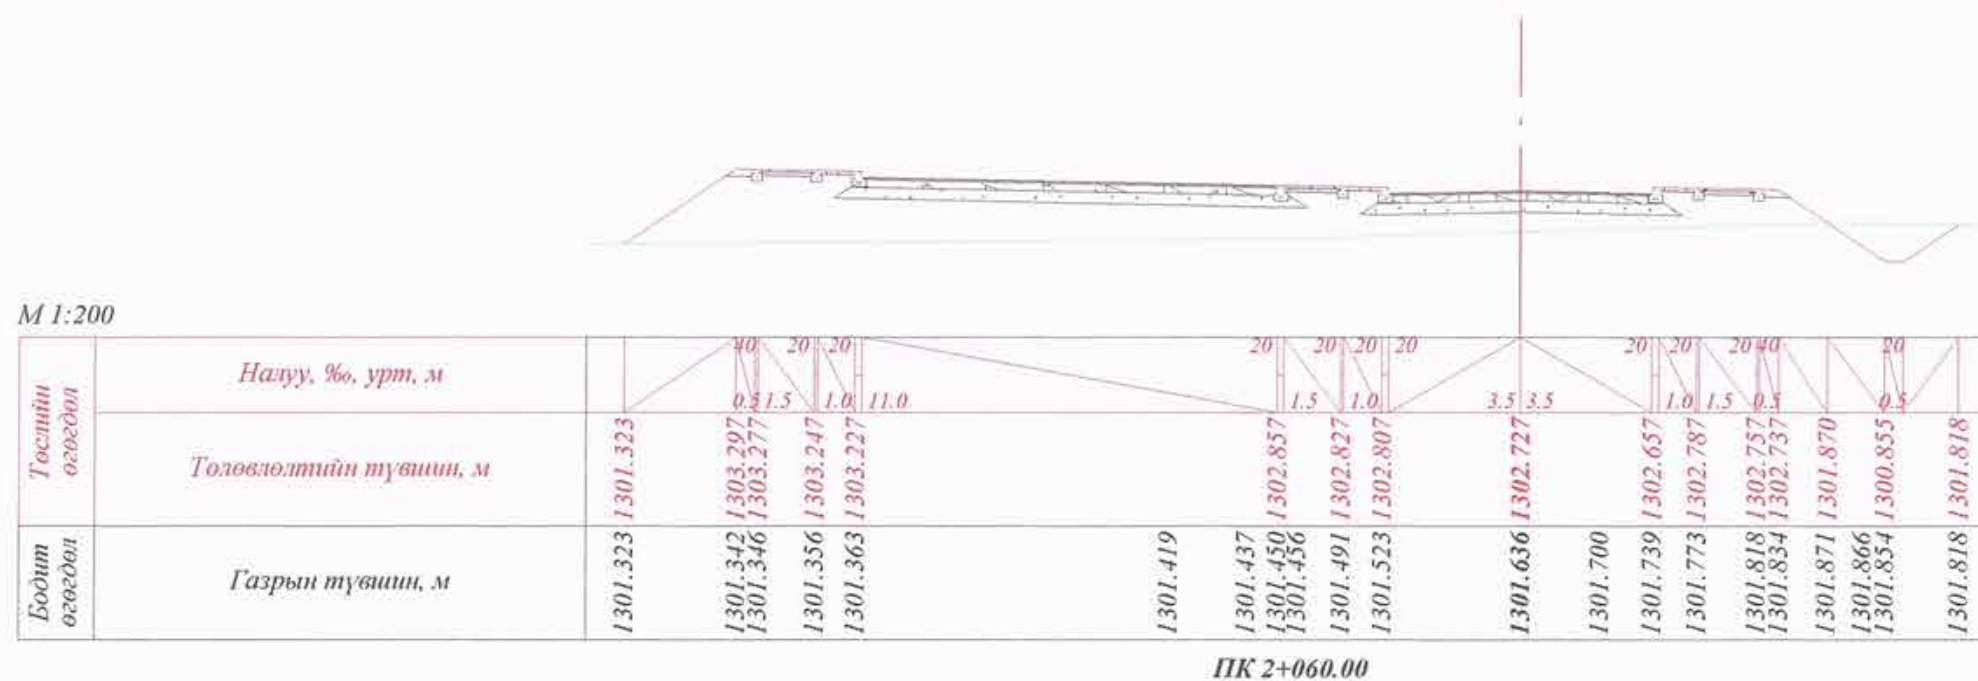 М 1:200
Төслийн өгөгдөл
Налуу, ‰, урт, м
40 20 20 20 20 20 20 20 20 20 40 20
0.5 1.5 1.0 11.0 1.5 1.0 3.5 3.5 1.0 1.5 0.5 0.5
Төлөвлөлтийн түвшин, м
1301.323 1303.297 1303.277 1303.247 1303.227 1302.857 1302.827 1302.807 1302.727 1302.657 1302.787 1302.757 1302.737 1301.870 1300.855 1301.818
Бодит өгөгдөл
Газрын түвшин, м
1301.323 1301.342 1301.346 1301.356 1301.363 1301.419 1301.437 1301.450 1301.456 1301.491 1301.523 1301.636 1301.700 1301.739 1301.773 1301.818 1301.834 1301.871 1301.866 1301.854 1301.818
ПК 2+060.00